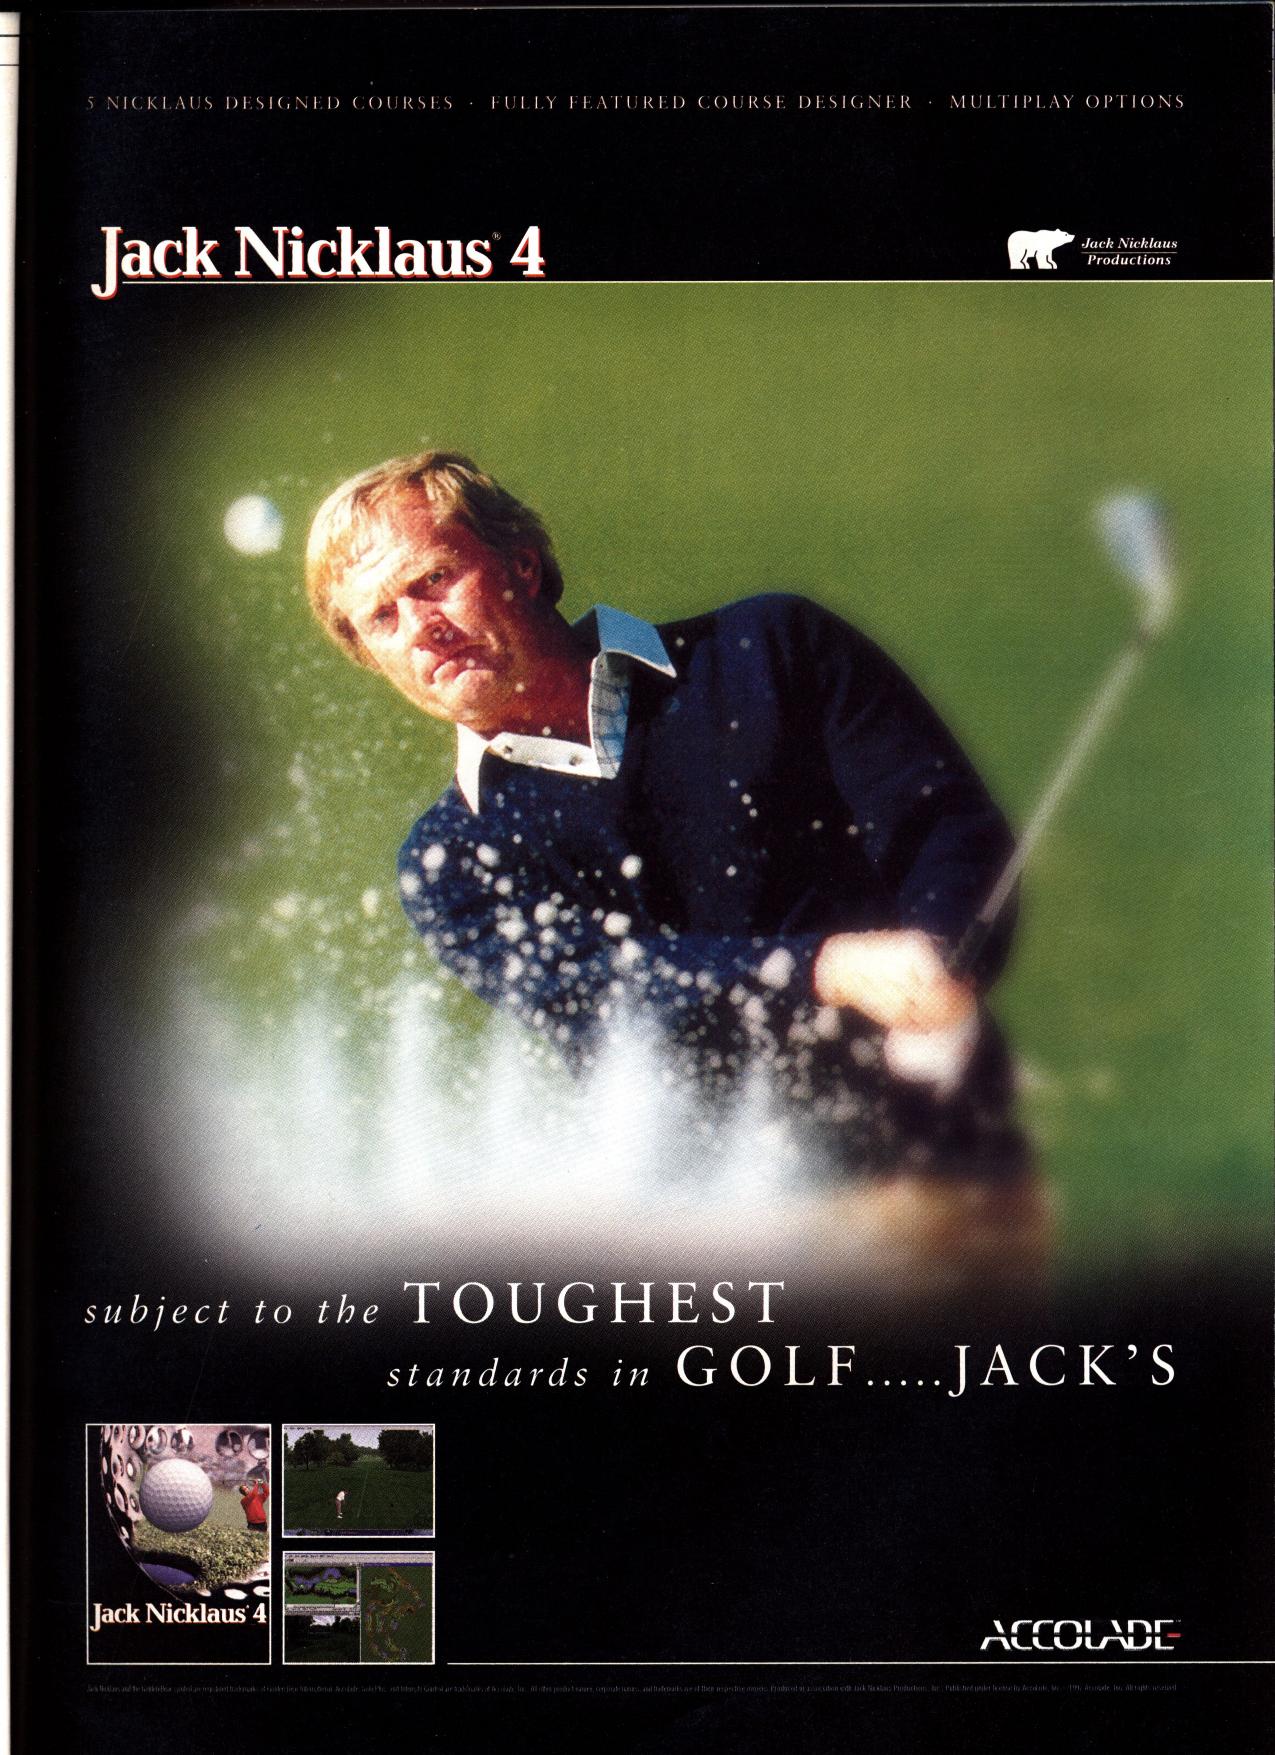 5 NICKLAUS DESIGNED COURSES · FULLY FEATURED COURSE DESIGNER · MULTIPLAY OPTIONS
Jack Nicklaus® 4
Jack Nicklaus
Productions
subject to the TOUGHEST
standards in GOLF.....JACK'S
Jack Nicklaus 4
ACCOLADE™